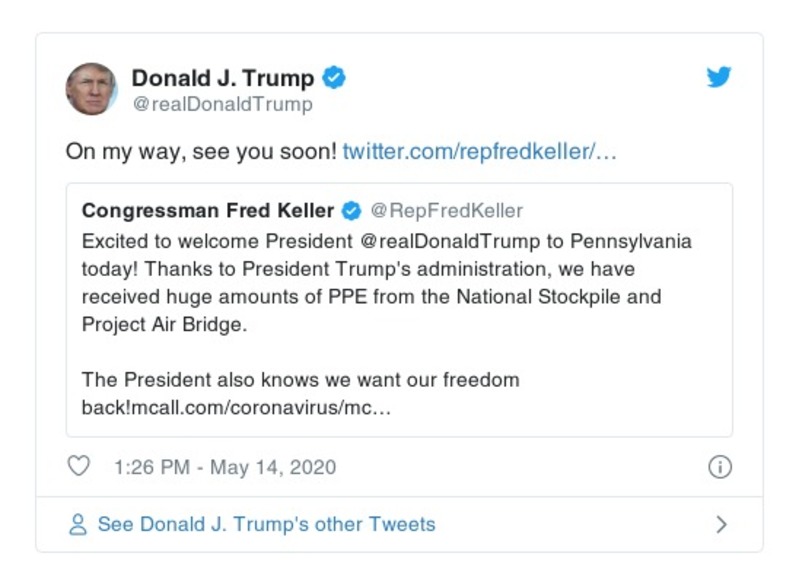 Donald J. Trump
@realDonaldTrump
On my way, see you soon! twitter.com/repfredkeller/…
Congressman Fred Keller @RepFredKeller
Excited to welcome President @realDonaldTrump to Pennsylvania
today! Thanks to President Trump's administration, we have
received huge amounts of PPE from the National Stockpile and
Project Air Bridge.
The President also knows we want our freedom
back!mcall.com/coronavirus/mc…
1:26 PM - May 14, 2020
See Donald J. Trump's other Tweets